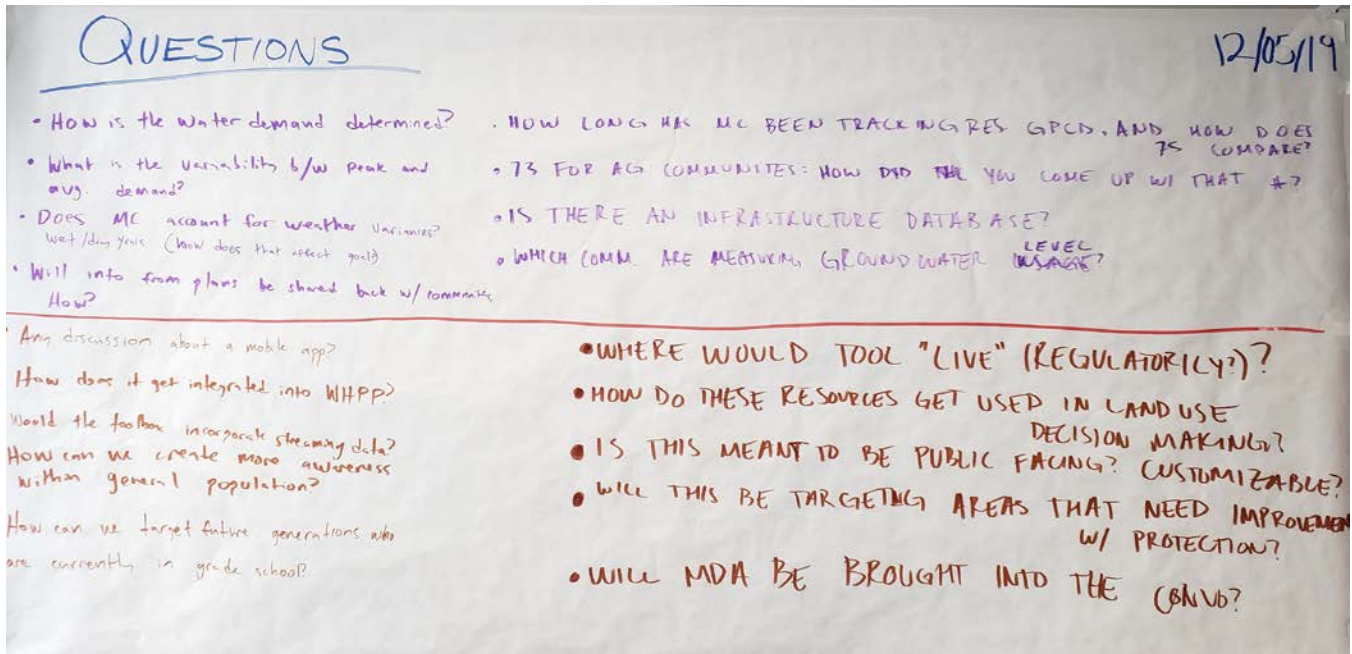 QUESTIONS
12/05/19
• How is the water demand determined?
• What is the variability b/w peak and
avg. demand?
• Does MC account for weather variances?
wet/dry years (how does that affect goals)
• Will info from plans be shared back w/ communities
How?
• HOW LONG HAS MC BEEN TRACKING RES GPCD, AND HOW DOES
75 COMPARE?
• 73 FOR AG COMMUNITES: HOW DID YOU COME UP W/ THAT #?
• IS THERE AN INFRASTRUCTURE DATABASE?
• WHICH COMM. ARE MEASURING GROUND WATER LEVEL?
• Any discussion about a mobile app?
How does it get integrated into WHPP?
Would the toolbox incorporate streaming data?
How can we create more awareness
within general population?
How can we target future generations who
are currently in grade school?
• WHERE WOULD TOOL "LIVE" (REGULATORILY?)?
• HOW DO THESE RESOURCES GET USED IN LAND USE
DECISION MAKING?
• IS THIS MEANT TO BE PUBLIC FACING? CUSTOMIZABLE?
• WILL THIS BE TARGETING AREAS THAT NEED IMPROVEMEN
W/ PROTECTION?
• WILL MDA BE BROUGHT INTO THE CONVO?